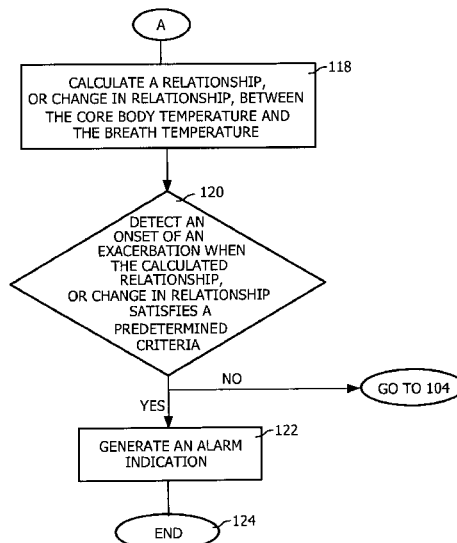 A
118
CALCULATE A RELATIONSHIP,
OR CHANGE IN RELATIONSHIP, BETWEEN
THE CORE BODY TEMPERATURE AND
THE BREATH TEMPERATURE
120
DETECT AN
ONSET OF AN
EXACERBATION WHEN
THE CALCULATED
RELATIONSHIP,
OR CHANGE IN RELATIONSHIP
SATISFIES A
PREDETERMINED
CRITERIA
NO
GO TO 104
YES
122
GENERATE AN ALARM
INDICATION
END
124